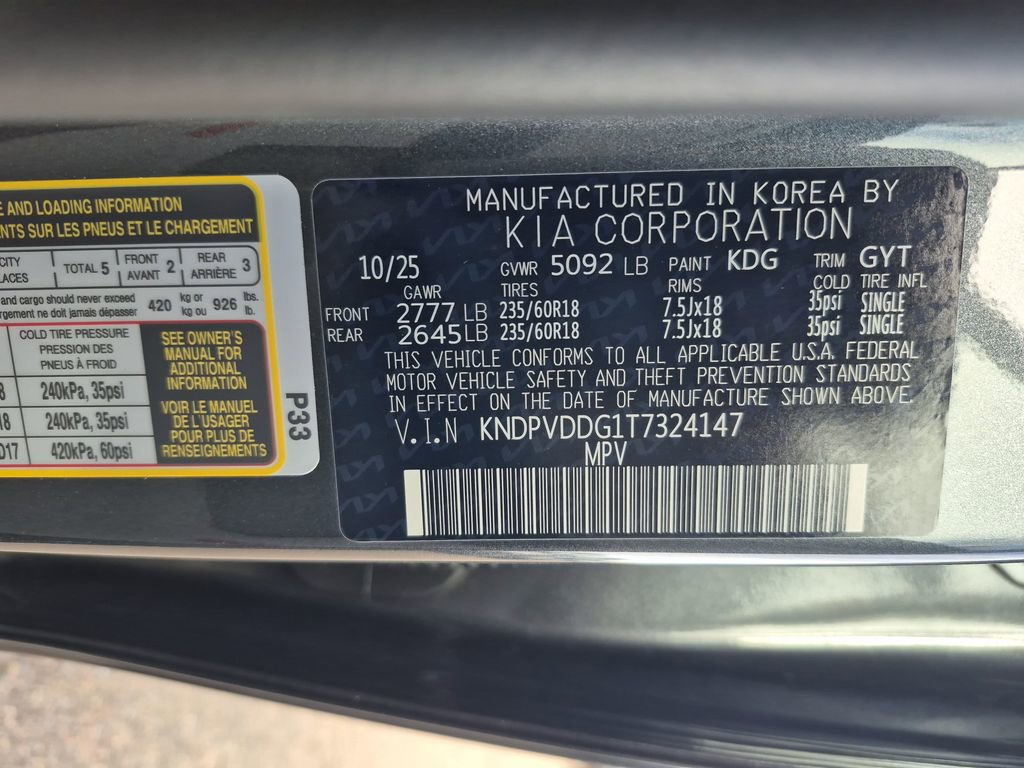 E AND LOADING INFORMATION
NTS SUR LES PNEUS ET LE CHARGEMENT
CITY
LACES
TOTAL 5
FRONT
AVANT 2
REAR
ARRIÈRE 3
and cargo should never exceed
argement ne doit jamais dépasser
420 kg or kg ou 926 lbs. lb.
COLD TIRE PRESSURE
PRESSION DES
PNEUS À FROID
8 240kPa, 35psi
18 240kPa, 35psi
D17 420kPa, 60psi
SEE OWNER'S
MANUAL FOR
ADDITIONAL
INFORMATION
VOIR LE MANUEL
DE L'USAGER
POUR PLUS DE
RENSEIGNEMENTS
P33
MANUFACTURED IN KOREA BY
KIA CORPORATION
10/25 GVWR 5092 LB PAINT KDG TRIM GYT
GAWR TIRES RIMS COLD TIRE INFL
FRONT 2777 LB 235/60R18 7.5Jx18 35psi SINGLE
REAR 2645 LB 235/60R18 7.5Jx18 35psi SINGLE
THIS VEHICLE CONFORMS TO ALL APPLICABLE U.S.A. FEDERAL
MOTOR VEHICLE SAFETY AND THEFT PREVENTION STANDARDS
IN EFFECT ON THE DATE OF MANUFACTURE SHOWN ABOVE.
V.I.N KNDPVDDG1T7324147
MPV